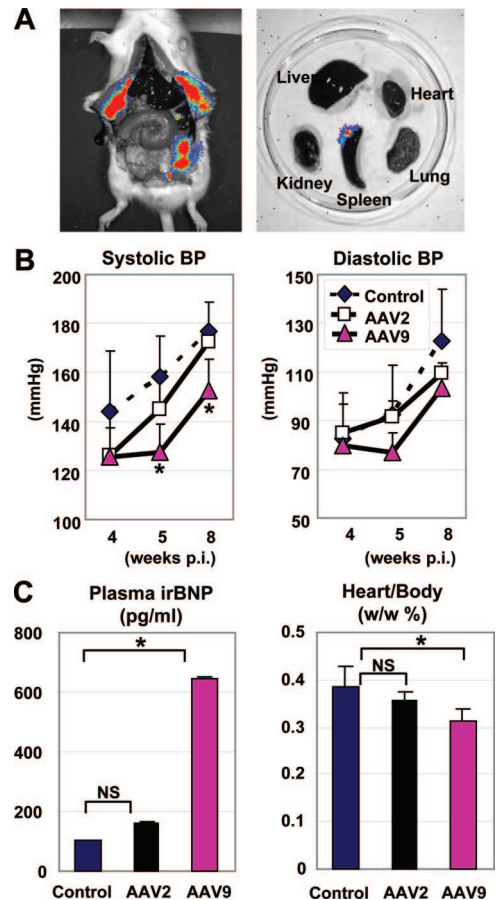 A
Liver
Heart
Kidney
Lung
Spleen
B
Systolic BP
Diastolic BP
200
180
160
140
120
100
(mmHg)
4 5 8
(weeks p.i.)
150
130
110
90
70
50
(mmHg)
Control
AAV2
AAV9
4 5 8
(weeks p.i.)
*
*
C
Plasma irBNP
(pg/ml)
800
600
400
200
0
*
NS
Control AAV2 AAV9
Heart/Body
(w/w %)
0.5
0.4
0.3
0.2
0.1
0
*
NS
Control AAV2 AAV9